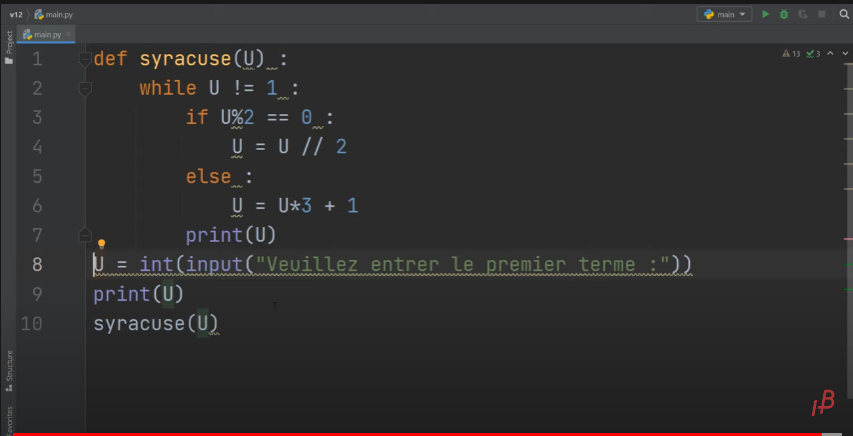 v12 main.py
main
main.py
Project
13 3
1 def syracuse(U) :
2 while U != 1 :
3 if U%2 == 0 :
4 U = U // 2
5 else :
6 U = U*3 + 1
7 print(U)
8 U = int(input("Veuillez entrer le premier terme :"))
9 print(U)
10 syracuse(U)
Structure
Favorites